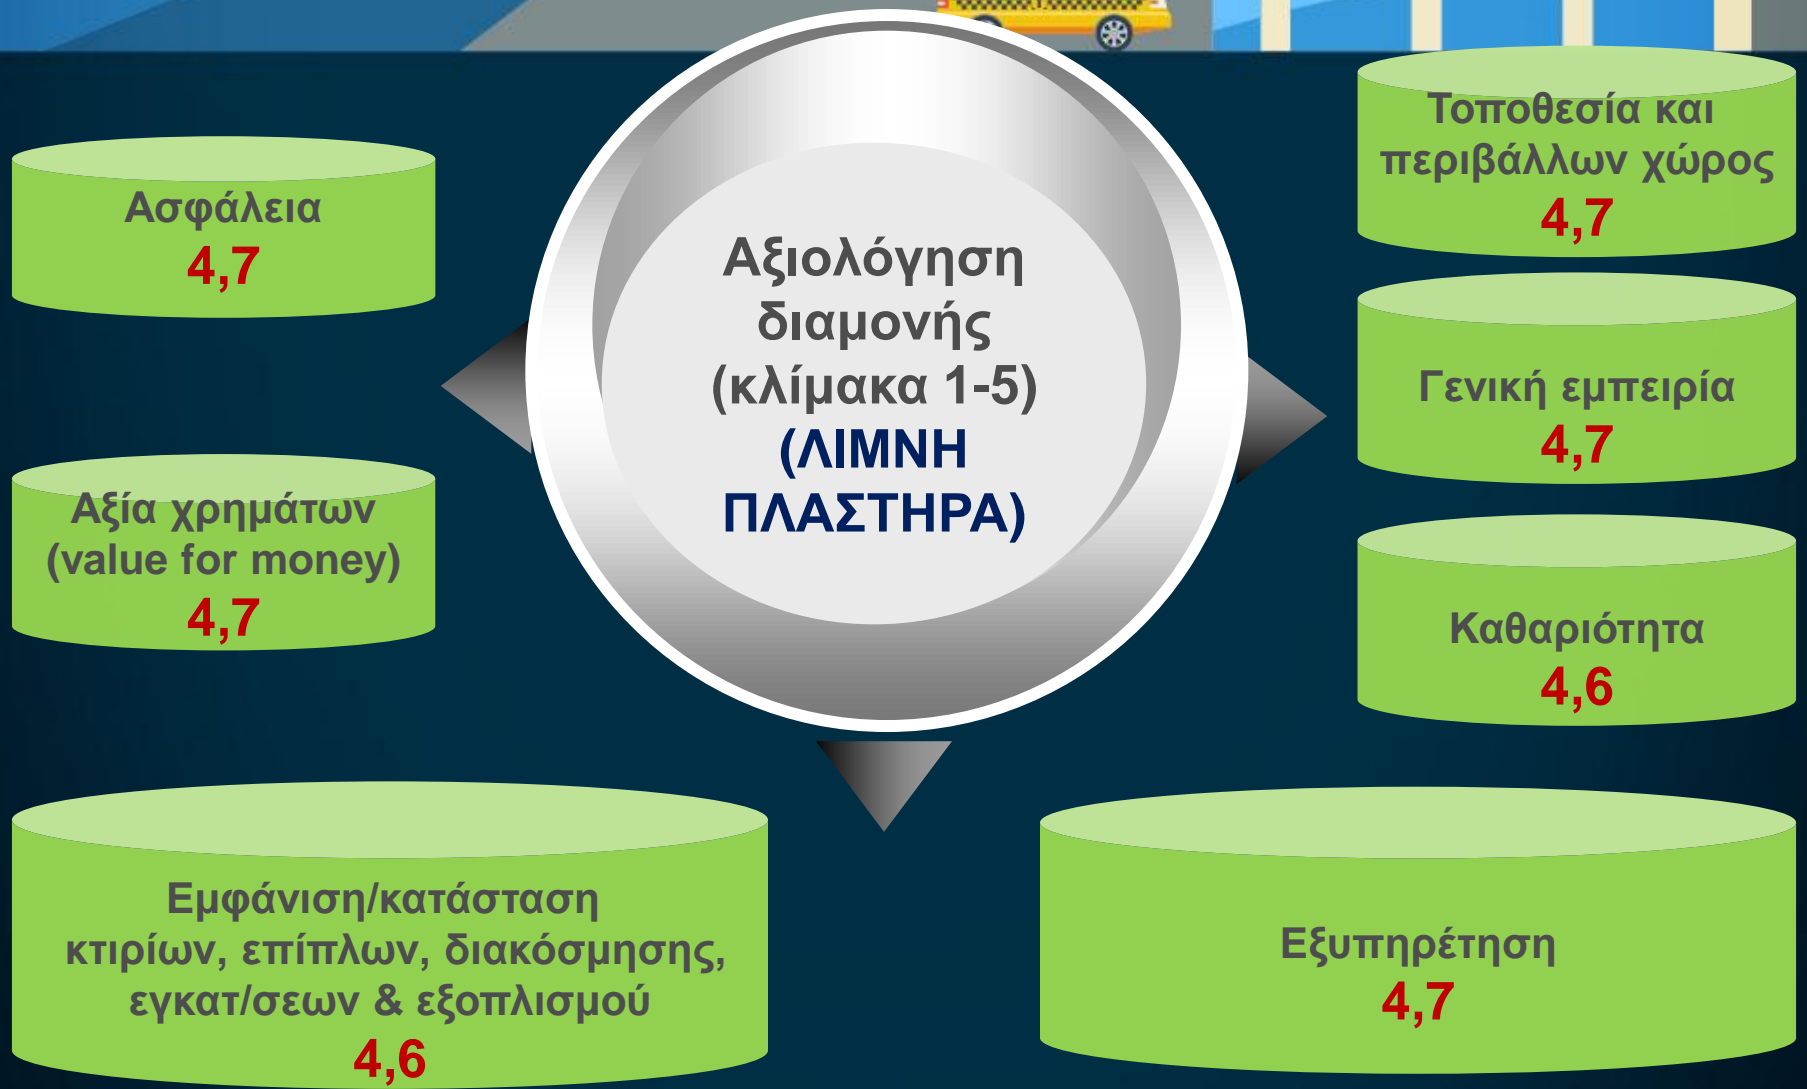 Αξιολόγηση
διαμονής
(κλίμακα 1-5)
(ΛΙΜΝΗ
ΠΛΑΣΤΗΡΑ)
Ασφάλεια
4,7
Αξία χρημάτων
(value for money)
4,7
Τοποθεσία και
περιβάλλων χώρος
4,7
Γενική εμπειρία
4,7
Καθαριότητα
4,6
Εμφάνιση/κατάσταση
κτιρίων, επίπλων, διακόσμησης,
εγκατ/σεων & εξοπλισμού
4,6
Εξυπηρέτηση
4,7